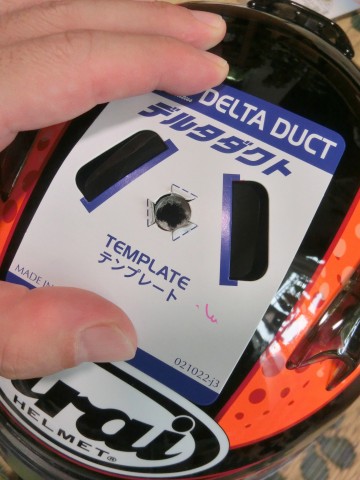 DELTA DUCT
デルタダクト
TEMPLATE
テンプレート
MADE IN
02102243
Arai
HELMET®